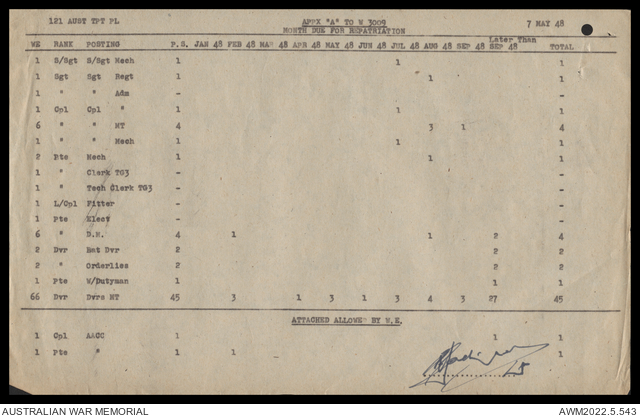 121 AUST TPT PL APPX "A" TO W 3009 7 MAY 48
MONTH DUE FOR REPATRIATION
Later Than
WE RANK POSTING P.S. JAN 48 FEB 48 MAR 48 APR 48 MAY 48 JUN 48 JUL 48 AUG 48 SEP 48 SEP 48 TOTAL
1 S/Sgt S/Sgt Mech 1 1 1
1 Sgt Sgt Regt 1 1 1
1 " " Adm - -
1 Cpl Cpl " 1 1 1
6 " " MT 4 3 1 4
1 " " Mech 1 1 1
2 Pte Mech 1 1 1
1 " Clerk TG3 - -
1 " Tech Clerk TG3 - -
1 L/Cpl Fitter - -
1 Pte Elect - -
6 " D.R. 4 1 1 2 4
2 Dvr Bat Dvr 2 2 2
2 " Orderlies 2 2 2
1 Pte W/Dutyman 1 1 1
66 Dvr Dvrs MT 45 3 1 3 1 3 4 3 27 45
ATTACHED ALLOWED BY W.E.
1 Cpl AACC 1 1 1
1 Pte " 1 1 1
AUSTRALIAN WAR MEMORIAL AWM2022.5.543